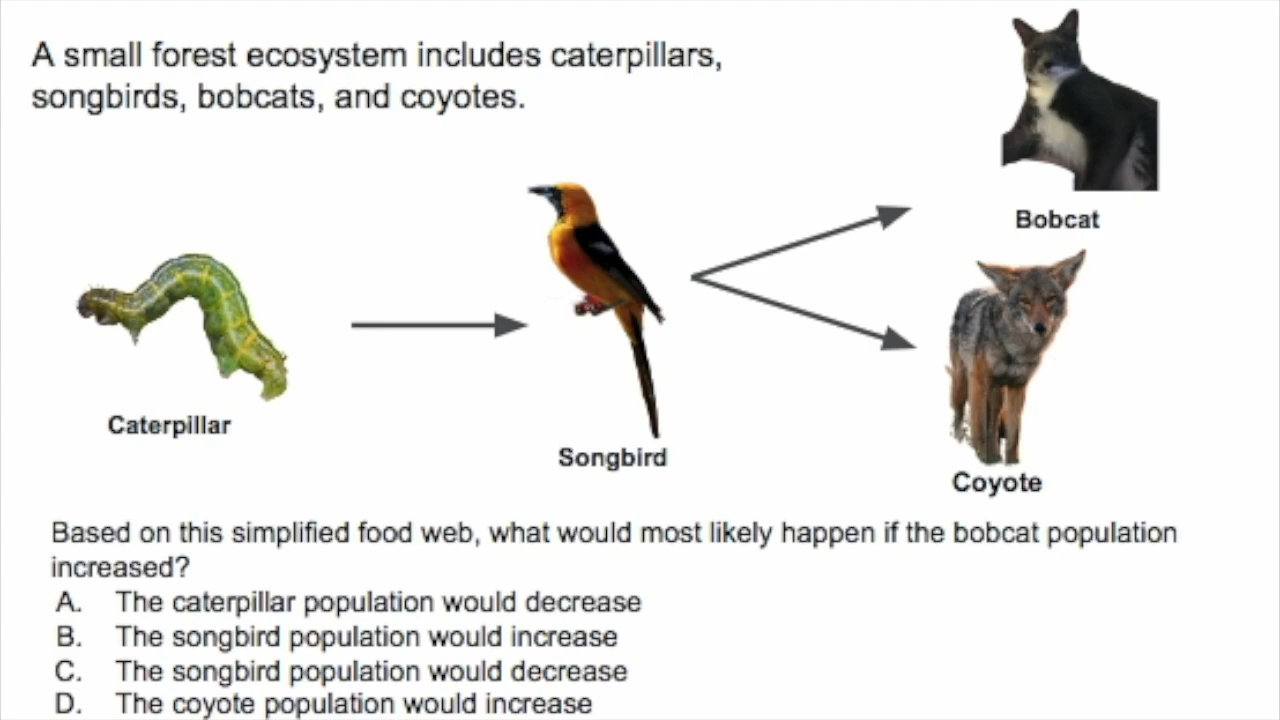 A small forest ecosystem includes caterpillars,
songbirds, bobcats, and coyotes.
Bobcat
Caterpillar
Songbird
Coyote
Based on this simplified food web, what would most likely happen if the bobcat population
increased?
A. The caterpillar population would decrease
B. The songbird population would increase
C. The songbird population would decrease
D. The coyote population would increase